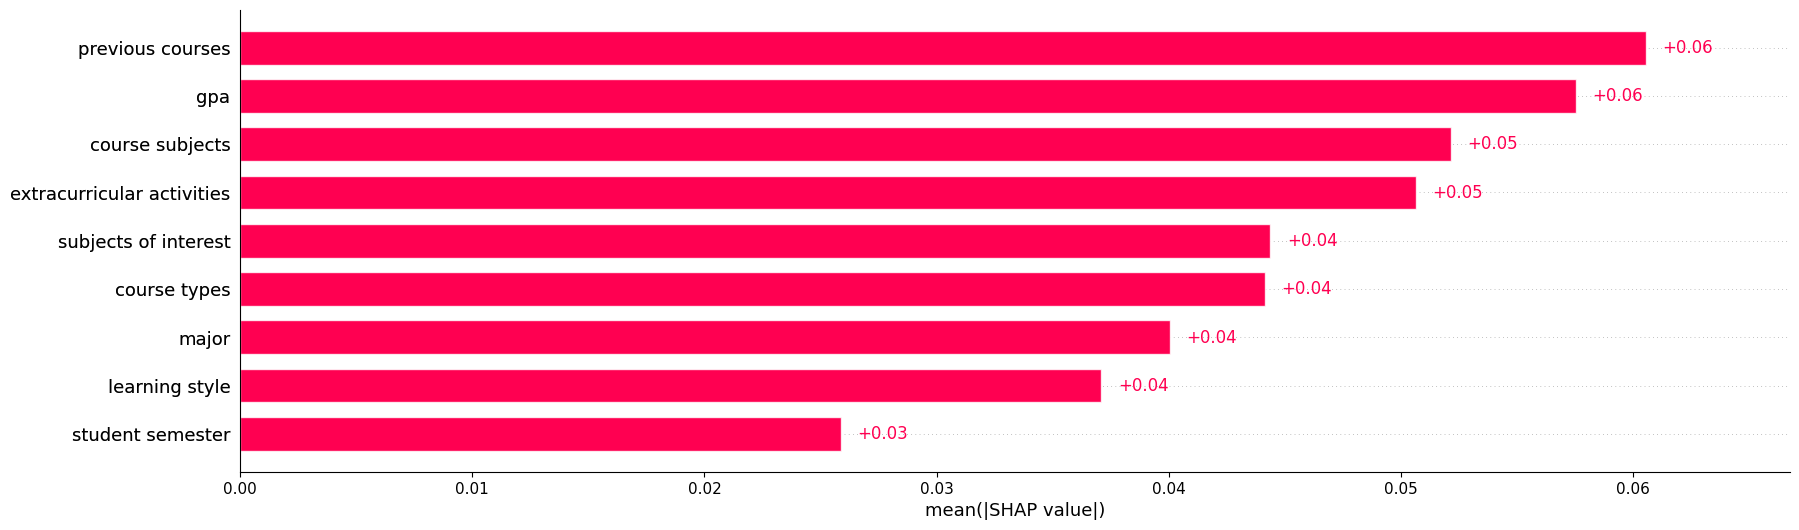 previous courses +0.06
gpa +0.06
course subjects +0.05
extracurricular activities +0.05
subjects of interest +0.04
course types +0.04
major +0.04
learning style +0.04
student semester +0.03
0.00 0.01 0.02 0.03 0.04 0.05 0.06
mean(|SHAP value|)